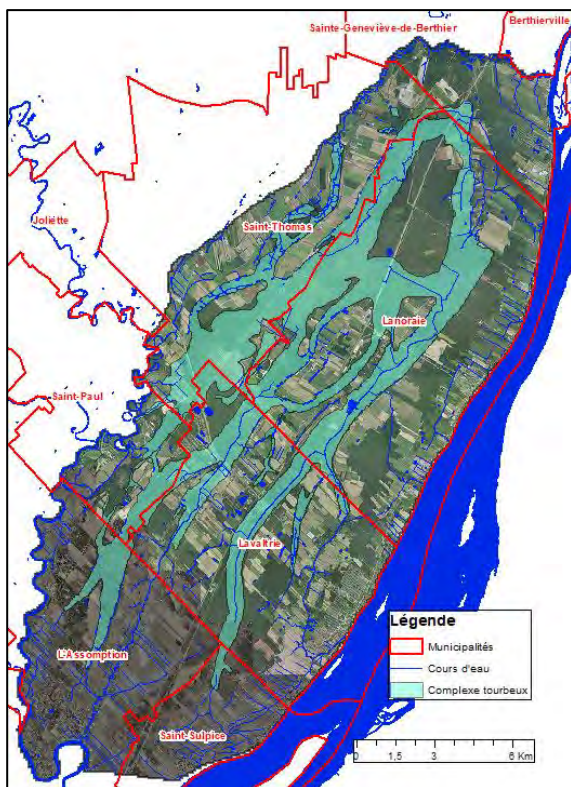 Sainte-Geneviève-de-Berthier
Berthierville
Joliette
Saint-Thomas
Lanoraie
Saint-Paul
Lavaltrie
L'Assomption
Saint-Sulpice
Légende
Municipalités
Cours d'eau
Complexe tourbeux
0 1,5 3 6 Km